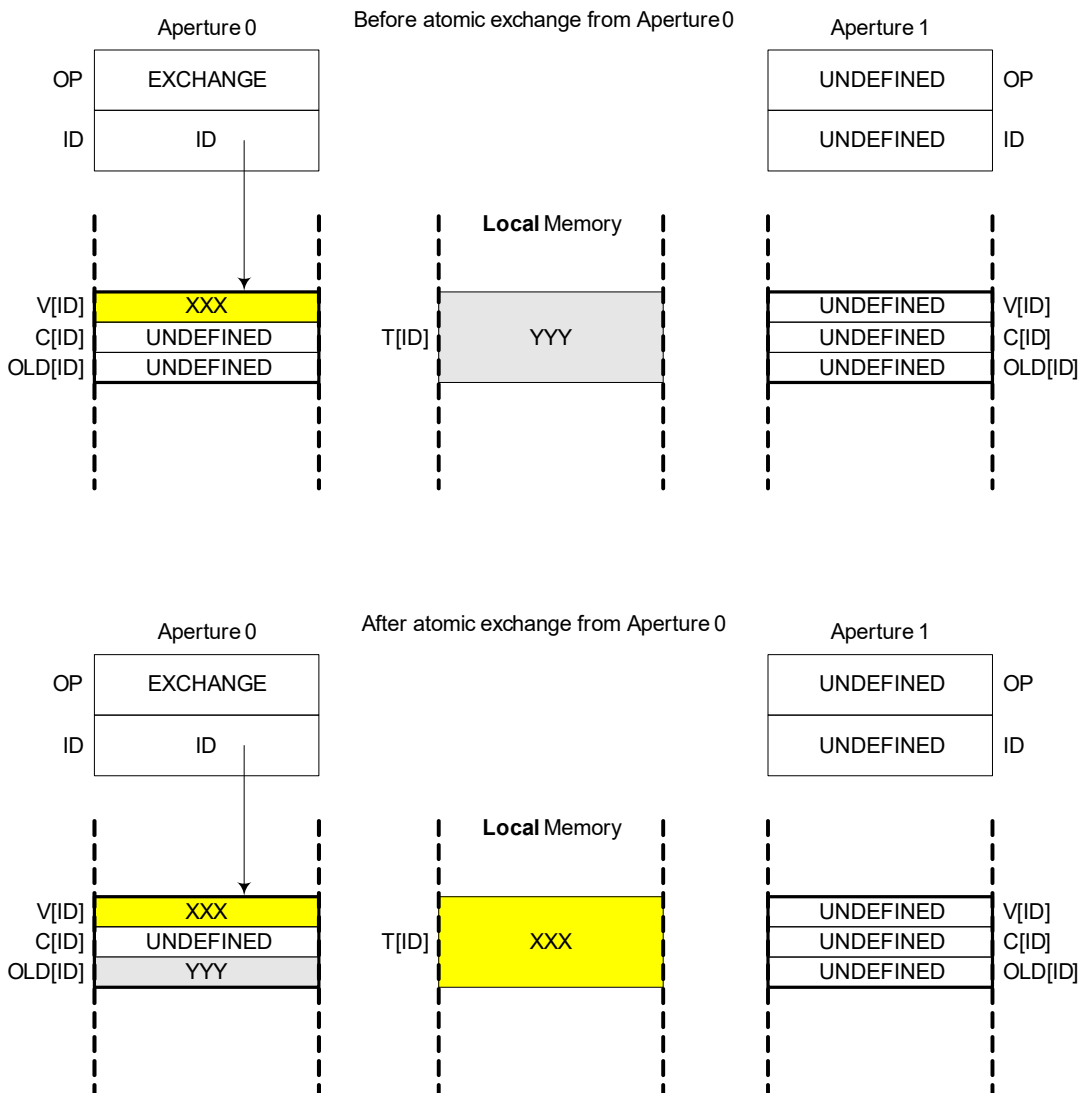 Before atomic exchange from Aperture 0
Aperture 0
Aperture 1
OP EXCHANGE UNDEFINED OP
ID ID UNDEFINED ID
Local Memory
V[ID] XXX UNDEFINED V[ID]
C[ID] UNDEFINED T[ID] YYY UNDEFINED C[ID]
OLD[ID] UNDEFINED UNDEFINED OLD[ID]
After atomic exchange from Aperture 0
Aperture 0
Aperture 1
OP EXCHANGE UNDEFINED OP
ID ID UNDEFINED ID
Local Memory
V[ID] XXX UNDEFINED V[ID]
C[ID] UNDEFINED T[ID] XXX UNDEFINED C[ID]
OLD[ID] YYY UNDEFINED OLD[ID]